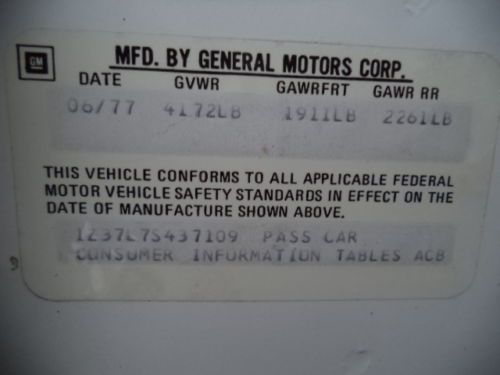 GM
MFD. BY GENERAL MOTORS CORP.
DATE GVWR GAWRFRT GAWR RR
06/77 4172LB 1911LB 2261LB
THIS VEHICLE CONFORMS TO ALL APPLICABLE FEDERAL
MOTOR VEHICLE SAFETY STANDARDS IN EFFECT ON THE
DATE OF MANUFACTURE SHOWN ABOVE.
1Z37L7S437109 PASS CAR
CONSUMER INFORMATION TABLES ACB